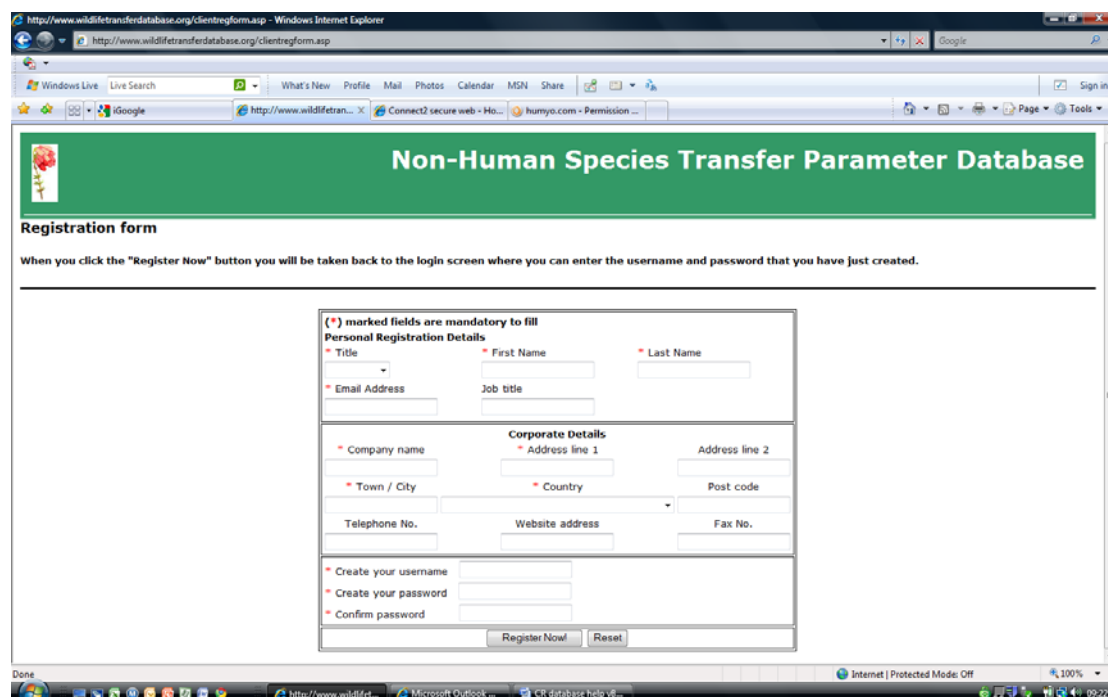 http://www.wildlifetransferdatabase.org/clientregform.asp - Windows Internet Explorer
http://www.wildlifetransferdatabase.org/clientregform.asp
Google
Windows Live Live Search What's New Profile Mail Photos Calendar MSN Share Sign in
iGoogle http://www.wildlifetran... Connect2 secure web - Ho... humyo.com - Permission ... Page Tools
Non-Human Species Transfer Parameter Database
Registration form
When you click the "Register Now" button you will be taken back to the login screen where you can enter the username and password that you have just created.
(*) marked fields are mandatory to fill
Personal Registration Details
* Title * First Name * Last Name
* Email Address Job title
Corporate Details
* Company name * Address line 1 Address line 2
* Town / City * Country Post code
Telephone No. Website address Fax No.
* Create your username
* Create your password
* Confirm password
Register Now! Reset
Done Internet | Protected Mode: Off 100%
http://www.wildlifet... Microsoft Outlook ... CR database help v8... 09:20